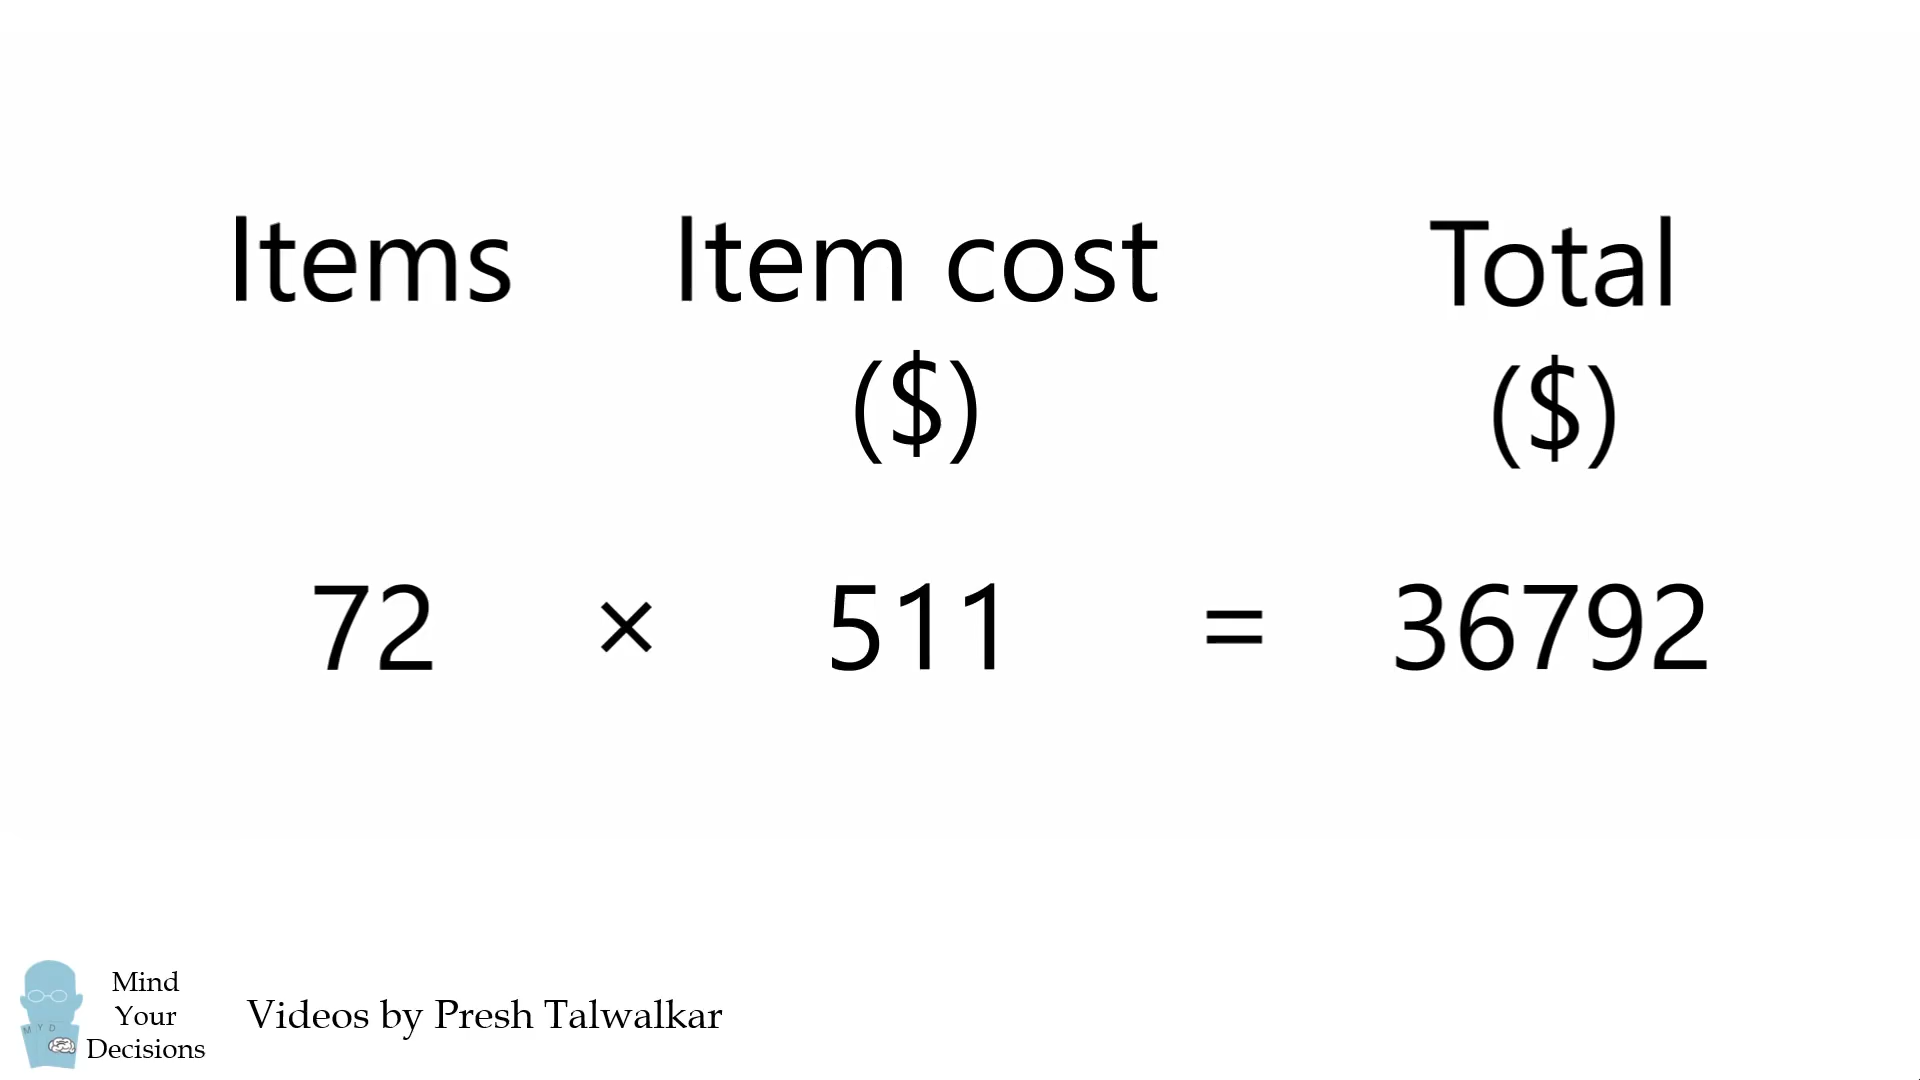 Items Item cost Total
($) ($)
72 × 511 = 36792
Mind
Your
Decisions
Videos by Presh Talwalkar
M Y D